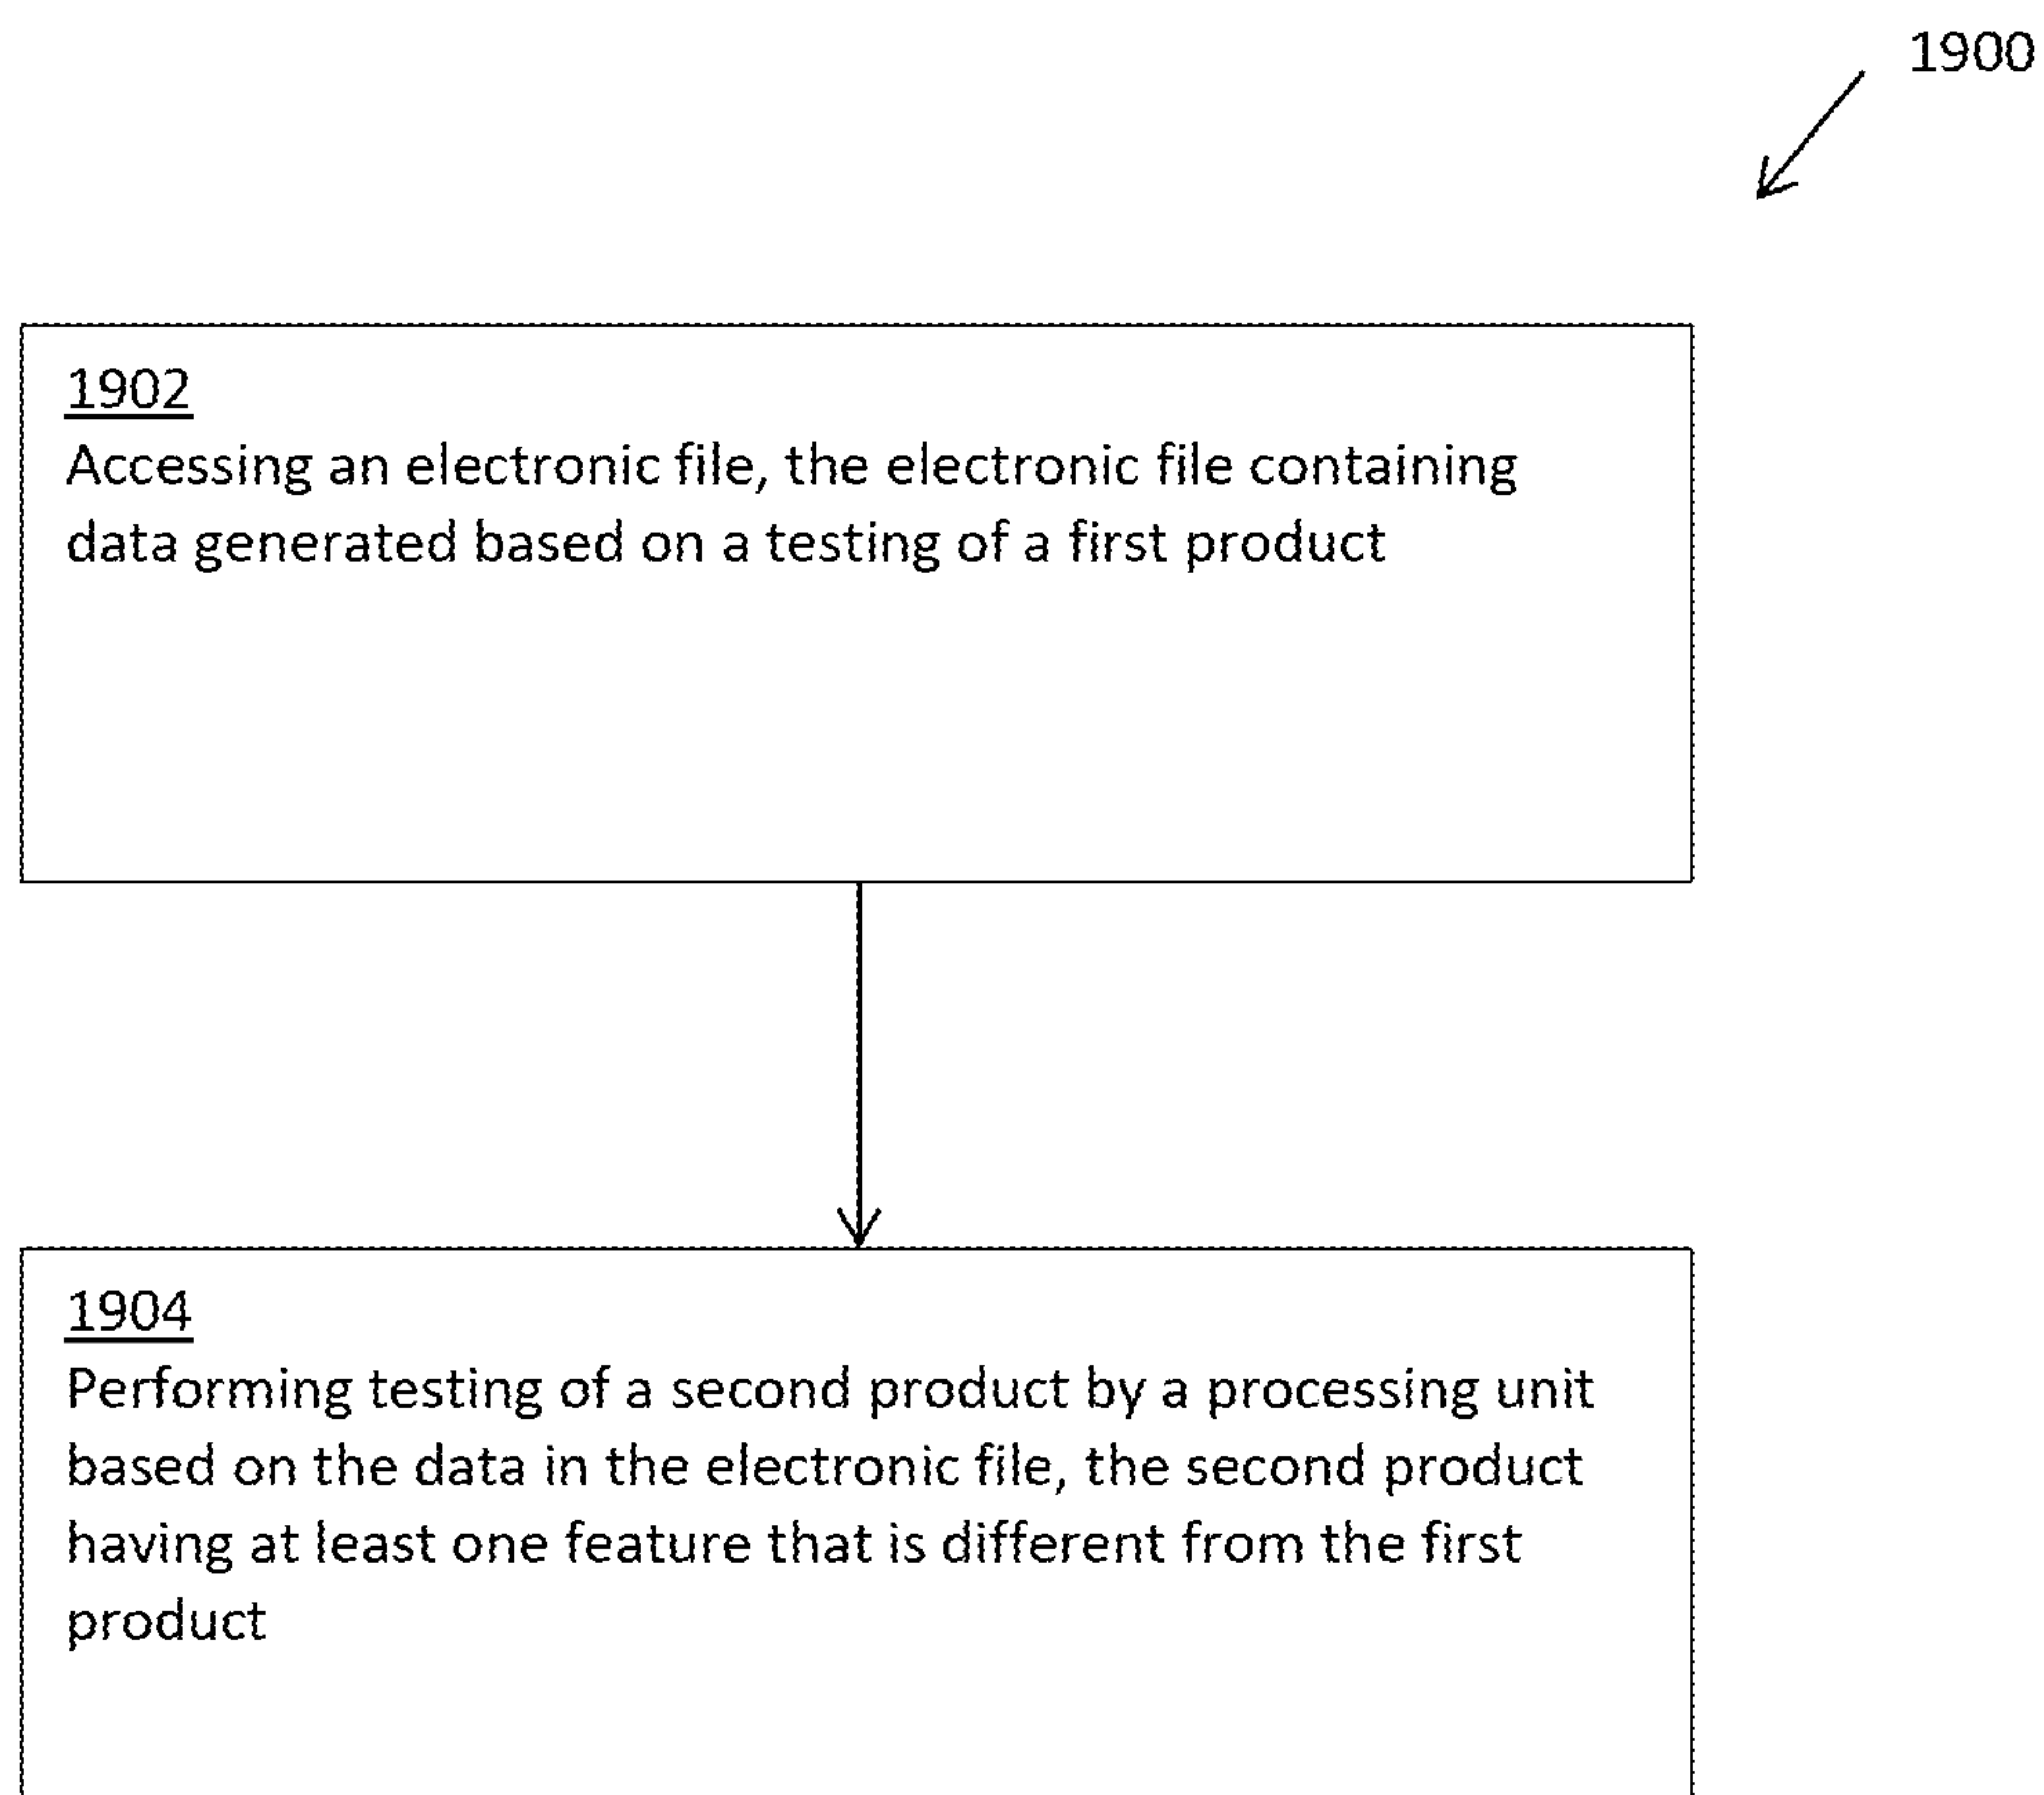 1900
1902
Accessing an electronic file, the electronic file containing
data generated based on a testing of a first product
1904
Performing testing of a second product by a processing unit
based on the data in the electronic file, the second product
having at least one feature that is different from the first
product